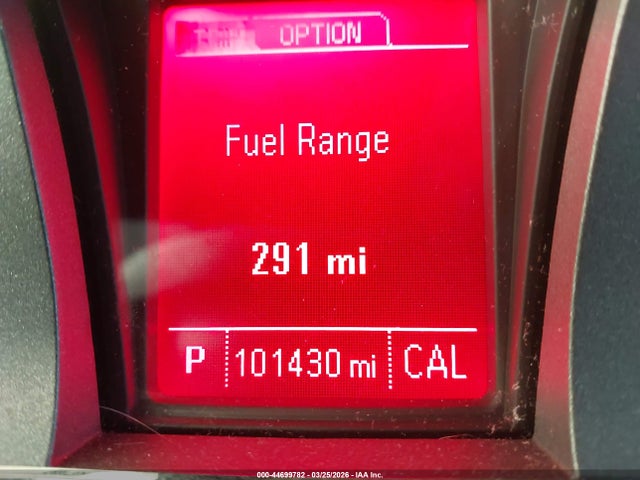 OPTION
Fuel Range
291 mi
P 101430 mi CAL
000-44699782 - 03/25/2026 - IAA Inc.